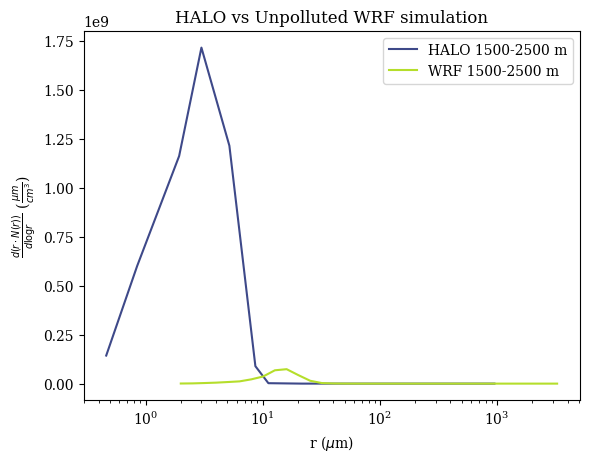 HALO vs Unpolluted WRF simulation
1e9
HALO 1500-2500 m
WRF 1500-2500 m
1.75
1.50
1.25
1.00
0.75
0.50
0.25
0.00
d(r · N(r)) / dlogr (μm / cm³)
10⁰ 10¹ 10² 10³
r (μm)